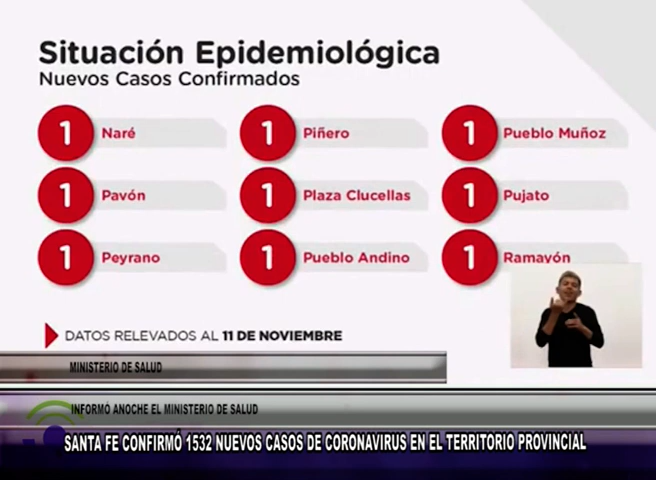 Situación Epidemiológica
Nuevos Casos Confirmados
1 Naré
1 Piñero
1 Pueblo Muñoz
1 Pavón
1 Plaza Clucellas
1 Pujato
1 Peyrano
1 Pueblo Andino
1 Ramayón
DATOS RELEVADOS AL 11 DE NOVIEMBRE
MINISTERIO DE SALUD
INFORMÓ ANOCHE EL MINISTERIO DE SALUD
SANTA FE CONFIRMÓ 1532 NUEVOS CASOS DE CORONAVIRUS EN EL TERRITORIO PROVINCIAL